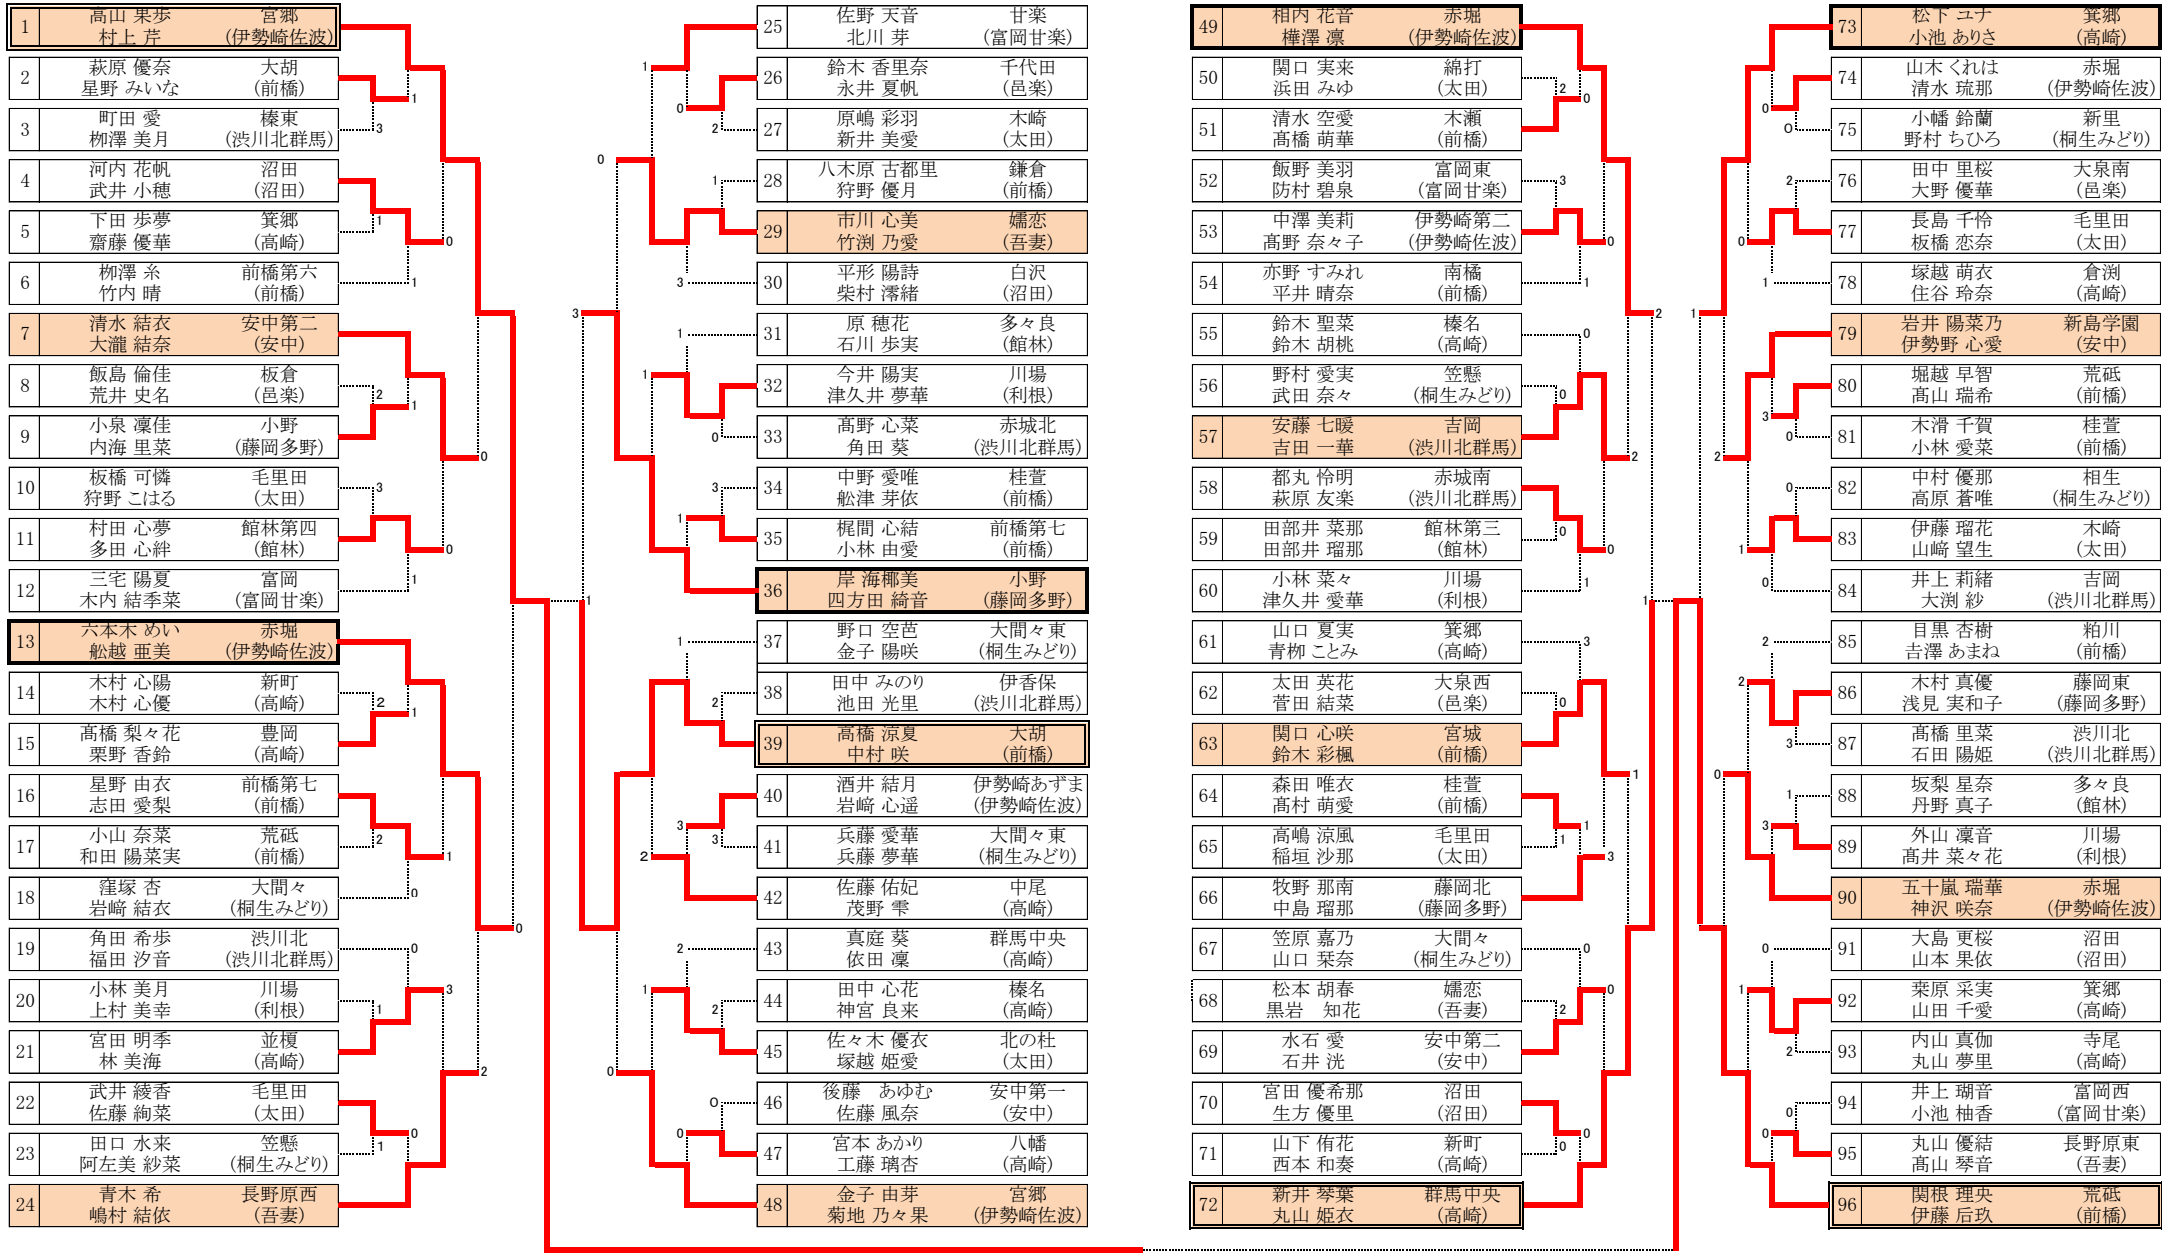 1 高山 果歩 宮郷
村上 芹 (伊勢崎佐波)
2 萩原 優奈 大胡
星野 みいな (前橋)
3 町田 愛 榛東
栁澤 美月 (渋川北群馬)
4 河内 花帆 沼田
武井 小穂 (沼田)
5 下田 歩夢 箕郷
齋藤 優華 (高崎)
6 栁澤 糸 前橋第六
竹内 晴 (前橋)
7 清水 結衣 安中第二
大瀧 結奈 (安中)
8 飯島 倫佳 板倉
荒井 史名 (邑楽)
9 小泉 凜佳 小野
内海 里菜 (藤岡多野)
10 板橋 可憐 毛里田
狩野 こはる (太田)
11 村田 心夢 館林第四
多田 心絆 (館林)
12 三宅 陽夏 富岡
木内 結季菜 (富岡甘楽)
13 六本木 めい 赤堀
舩越 亜美 (伊勢崎佐波)
14 木村 心陽 新町
木村 心優 (高崎)
15 髙橋 梨々花 豊岡
栗野 香鈴 (高崎)
16 星野 由衣 前橋第七
志田 愛梨 (前橋)
17 小山 奈菜 荒砥
和田 陽菜実 (前橋)
18 窪塚 杏 大間々
岩﨑 結衣 (桐生みどり)
19 角田 希歩 渋川北
福田 汐音 (渋川北群馬)
20 小林 美月 川場
上村 美幸 (利根)
21 宮田 明季 並榎
林 美海 (高崎)
22 武井 綾香 毛里田
佐藤 絢菜 (太田)
23 田口 水来 笠懸
阿左美 紗菜 (桐生みどり)
24 青木 希 長野原西
嶋村 結依 (吾妻)
25 佐野 天音 甘楽
北川 芽 (富岡甘楽)
26 鈴木 香里奈 千代田
永井 夏帆 (邑楽)
27 原嶋 彩羽 木崎
新井 美愛 (太田)
28 八木原 古都里 鎌倉
狩野 優月 (前橋)
29 市川 心美 嬬恋
竹渕 乃愛 (吾妻)
30 平形 陽詩 白沢
柴村 澪緒 (沼田)
31 原 穂花 多々良
石川 歩実 (館林)
32 今井 陽実 川場
津久井 夢華 (利根)
33 髙野 心菜 赤城北
角田 葵 (渋川北群馬)
34 中野 愛唯 桂萱
舩津 芽依 (前橋)
35 梶間 心結 前橋第七
小林 由愛 (前橋)
36 岸 海椰美 小野
四方田 綺音 (藤岡多野)
37 野口 空芭 大間々東
金子 陽咲 (桐生みどり)
38 田中 みのり 伊香保
池田 光里 (渋川北群馬)
39 高橋 涼夏 大胡
中村 咲 (前橋)
40 酒井 結月 伊勢崎あずま
岩﨑 心遥 (伊勢崎佐波)
41 兵藤 愛華 大間々東
兵藤 夢華 (桐生みどり)
42 佐藤 佑妃 中尾
茂野 雫 (高崎)
43 真庭 葵 群馬中央
依田 凜 (高崎)
44 田中 心花 榛名
神宮 良来 (高崎)
45 佐々木 優衣 北の杜
塚越 姫愛 (太田)
46 後藤 あゆむ 安中第一
佐藤 風奈 (安中)
47 宮本 あかり 八幡
工藤 璃杏 (高崎)
48 金子 由芽 宮郷
菊地 乃々果 (伊勢崎佐波)
49 相内 花音 赤堀
樺澤 凛 (伊勢崎佐波)
50 関口 実来 綿打
浜田 みゆ (太田)
51 清水 空愛 木瀬
髙橋 萌華 (前橋)
52 飯野 美羽 富岡東
防村 碧泉 (富岡甘楽)
53 中澤 美莉 伊勢崎第二
髙野 奈々子 (伊勢崎佐波)
54 亦野 すみれ 南橘
平井 晴奈 (前橋)
55 鈴木 聖菜 榛名
鈴木 胡桃 (高崎)
56 野村 愛実 笠懸
武田 奈々 (桐生みどり)
57 安藤 七暖 吉岡
吉田 一華 (渋川北群馬)
58 都丸 怜明 赤城南
萩原 友楽 (渋川北群馬)
59 田部井 菜那 館林第三
田部井 瑠那 (館林)
60 小林 菜々 川場
津久井 愛華 (利根)
61 山口 夏実 箕郷
青栁 ことみ (高崎)
62 太田 英花 大泉西
菅田 結菜 (邑楽)
63 関口 心咲 宮城
鈴木 彩楓 (前橋)
64 森田 唯衣 桂萱
髙村 萌愛 (前橋)
65 高嶋 涼風 毛里田
稲垣 沙那 (太田)
66 牧野 那南 藤岡北
中島 瑠那 (藤岡多野)
67 笠原 嘉乃 大間々
山口 栞奈 (桐生みどり)
68 松本 胡春 嬬恋
黒岩 知花 (吾妻)
69 水石 愛 安中第二
石井 洸 (安中)
70 宮田 優希那 沼田
生方 優里 (沼田)
71 山下 侑花 新町
西本 和奏 (高崎)
72 新井 琴葉 群馬中央
丸山 姫衣 (高崎)
73 松下 ユナ 箕郷
小池 ありさ (高崎)
74 山木 くれは 赤堀
清水 琉那 (伊勢崎佐波)
75 小幡 鈴蘭 新里
野村 ちひろ (桐生みどり)
76 田中 里桜 大泉南
大野 優華 (邑楽)
77 長島 千怜 毛里田
板橋 恋奈 (太田)
78 塚越 萌衣 倉渕
住谷 玲奈 (高崎)
79 岩井 陽菜乃 新島学園
伊勢野 心愛 (安中)
80 堀越 早智 荒砥
髙山 瑞希 (前橋)
81 木滑 千賀 桂萱
小林 愛菜 (前橋)
82 中村 優那 相生
高原 蒼唯 (桐生みどり)
83 伊藤 瑠花 木崎
山﨑 望生 (太田)
84 井上 莉緒 吉岡
大渕 紗 (渋川北群馬)
85 目黒 杏樹 粕川
吉澤 あまね (前橋)
86 木村 真優 藤岡東
浅見 実和子 (藤岡多野)
87 髙橋 里菜 渋川北
石田 陽姫 (渋川北群馬)
88 坂梨 星奈 多々良
丹野 真子 (館林)
89 外山 凜音 川場
髙井 菜々花 (利根)
90 五十嵐 瑞華 赤堀
神沢 咲奈 (伊勢崎佐波)
91 大島 更桜 沼田
山本 果依 (沼田)
92 栗原 采実 箕郷
山田 千愛 (高崎)
93 内山 真伽 寺尾
丸山 夢里 (高崎)
94 井上 瑚音 富岡西
小池 柚香 (富岡甘楽)
95 丸山 優結 長野原東
髙山 琴音 (吾妻)
96 関根 理央 荒砥
伊藤 后玖 (前橋)